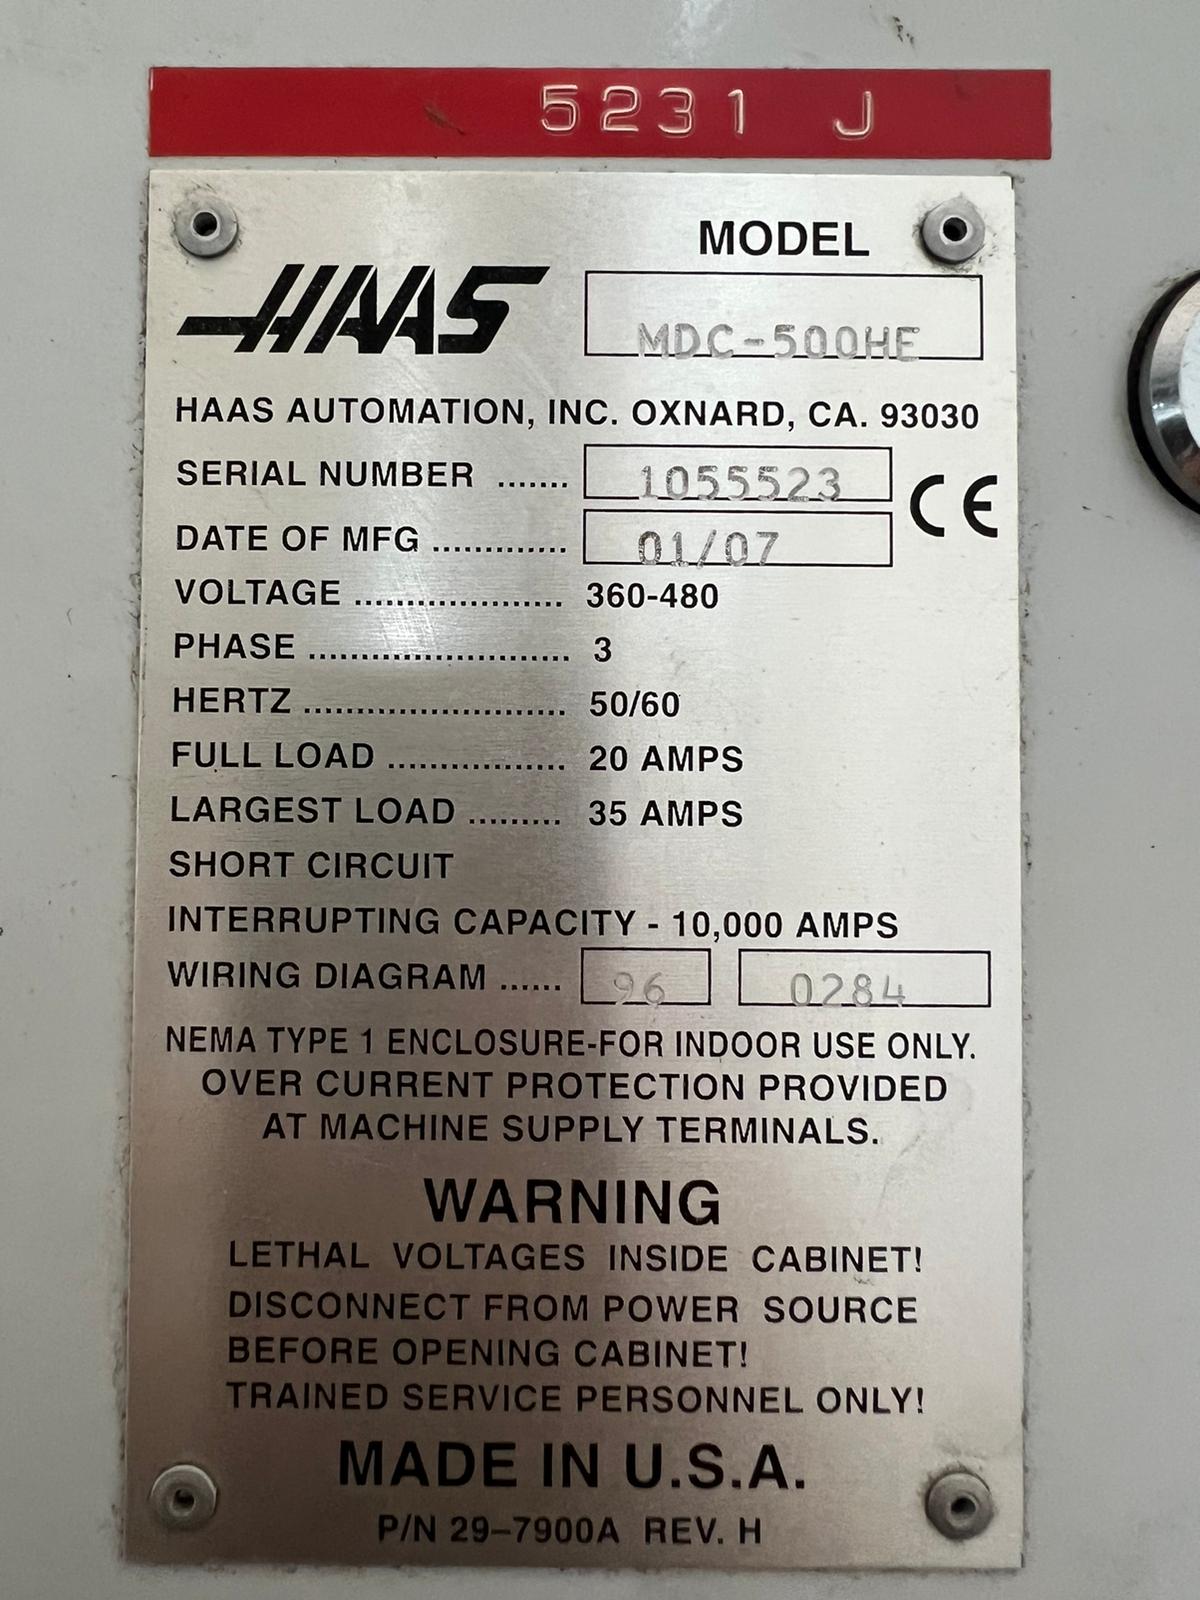 5231 J
MODEL
HAAS
MDC-500HE
HAAS AUTOMATION, INC. OXNARD, CA. 93030
SERIAL NUMBER ....... 1055523
CE
DATE OF MFG ............. 01/07
VOLTAGE .................... 360-480
PHASE ......................... 3
HERTZ ......................... 50/60
FULL LOAD ................. 20 AMPS
LARGEST LOAD ......... 35 AMPS
SHORT CIRCUIT
INTERRUPTING CAPACITY - 10,000 AMPS
WIRING DIAGRAM ...... 96 0284
NEMA TYPE 1 ENCLOSURE-FOR INDOOR USE ONLY.
OVER CURRENT PROTECTION PROVIDED
AT MACHINE SUPPLY TERMINALS.
WARNING
LETHAL VOLTAGES INSIDE CABINET!
DISCONNECT FROM POWER SOURCE
BEFORE OPENING CABINET!
TRAINED SERVICE PERSONNEL ONLY!
MADE IN U.S.A.
P/N 29-7900A REV. H